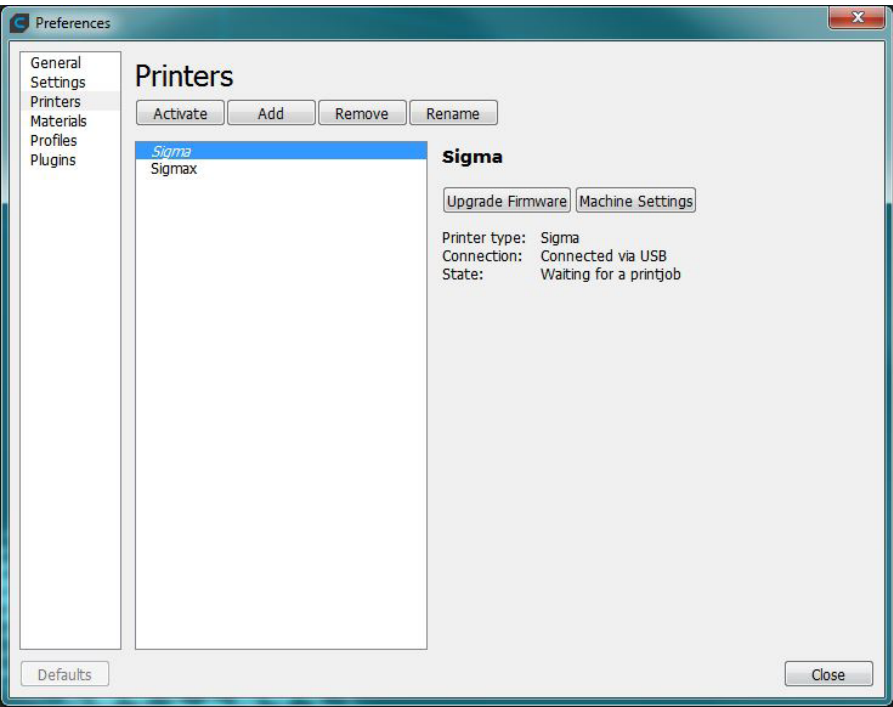 Preferences
General
Settings
Printers
Materials
Profiles
Plugins
Printers
Activate Add Remove Rename
Sigma
Sigmax
Sigma
Upgrade Firmware Machine Settings
Printer type: Sigma
Connection: Connected via USB
State: Waiting for a printjob
Defaults Close